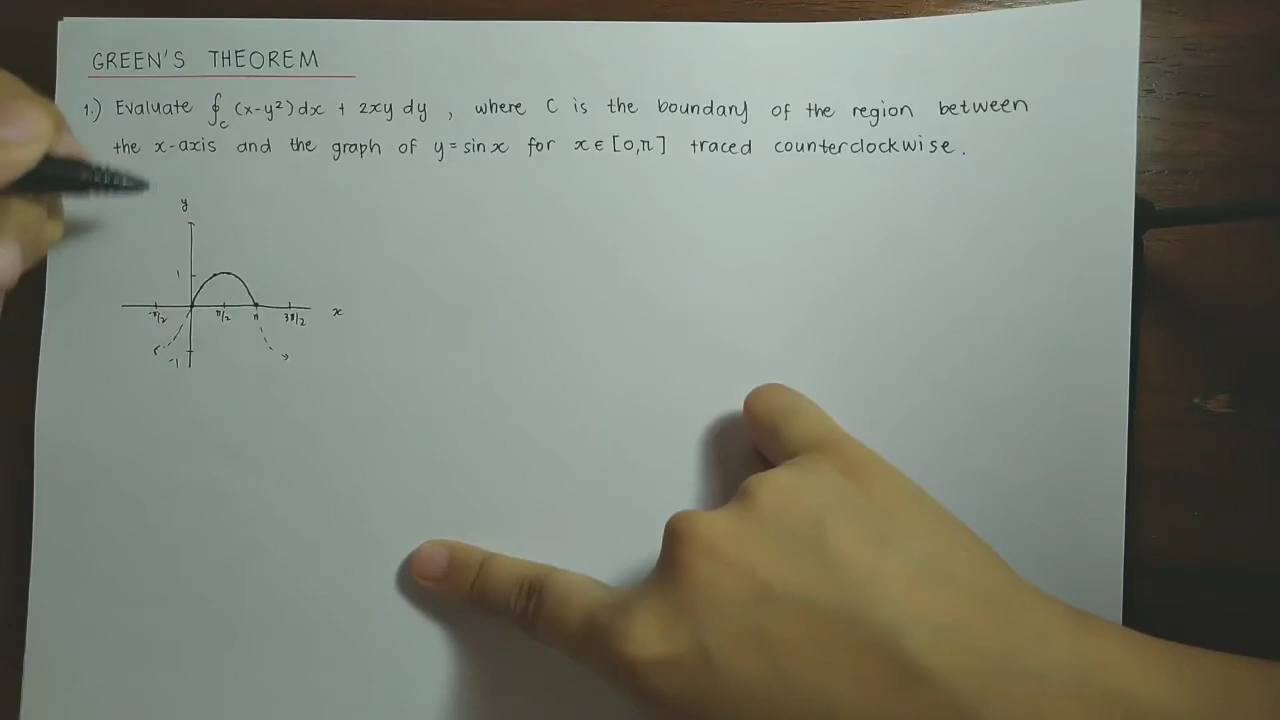 GREEN'S THEOREM
1.) Evaluate ∮_C (x-y²) dx + 2xy dy , where C is the boundary of the region between
the x-axis and the graph of y = sin x for x ∈ [0, π] traced counterclockwise.
y
1
-π/2 π/2 π 3π/2 x
-1